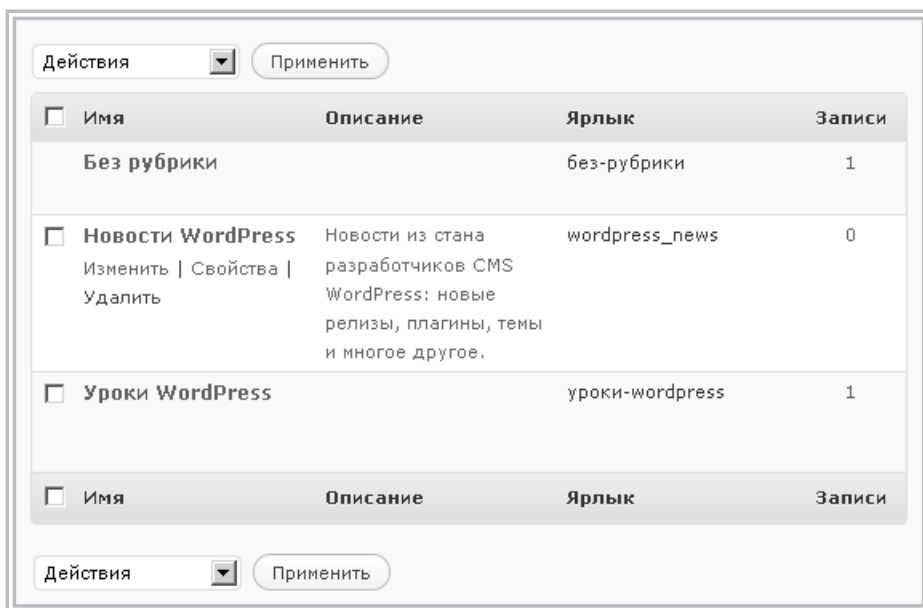 Действия Применить
Имя Описание Ярлык Записи
Без рубрики без-рубрики 1
Новости WordPress Новости из стана wordpress_news 0
Изменить | Свойства | разработчиков CMS
Удалить WordPress: новые
релизы, плагины, темы
и многое другое.
Уроки WordPress уроки-wordpress 1
Имя Описание Ярлык Записи
Действия Применить